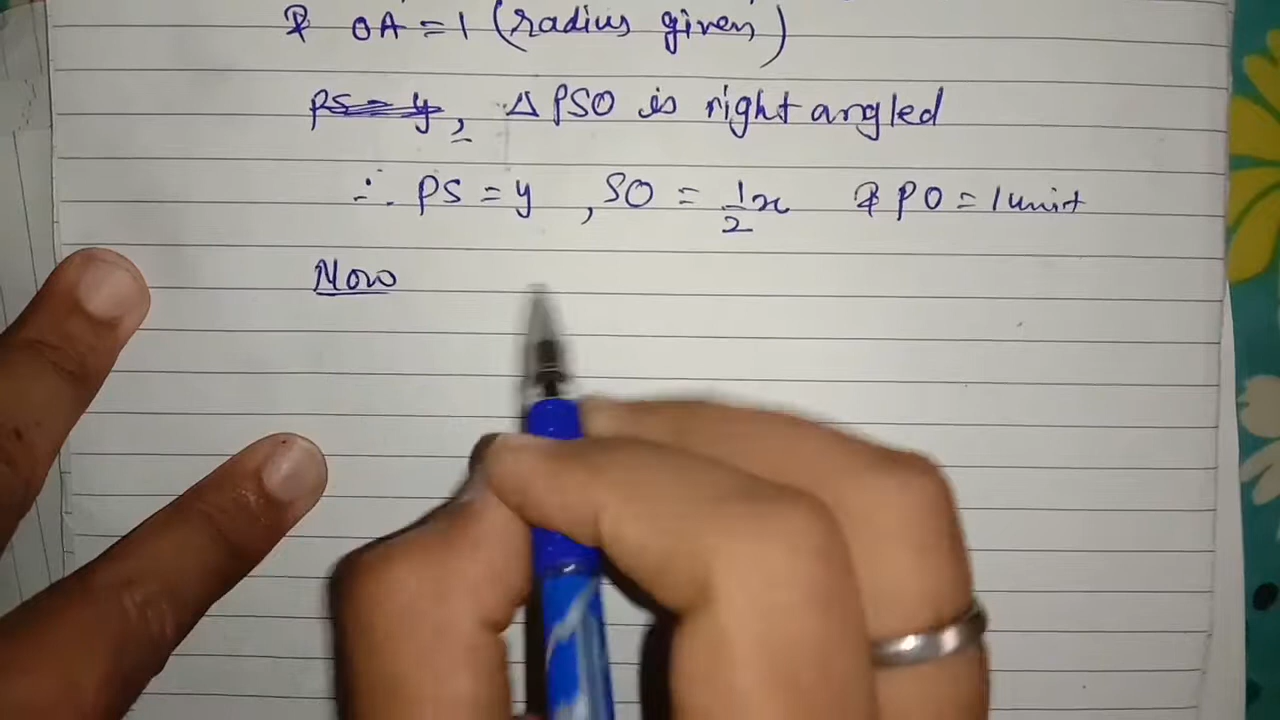 & OA = 1 (radius given)
PS = y, △ PSO is right angled
∴ PS = y , SO = 1/2 x & PO = 1 unit
Now